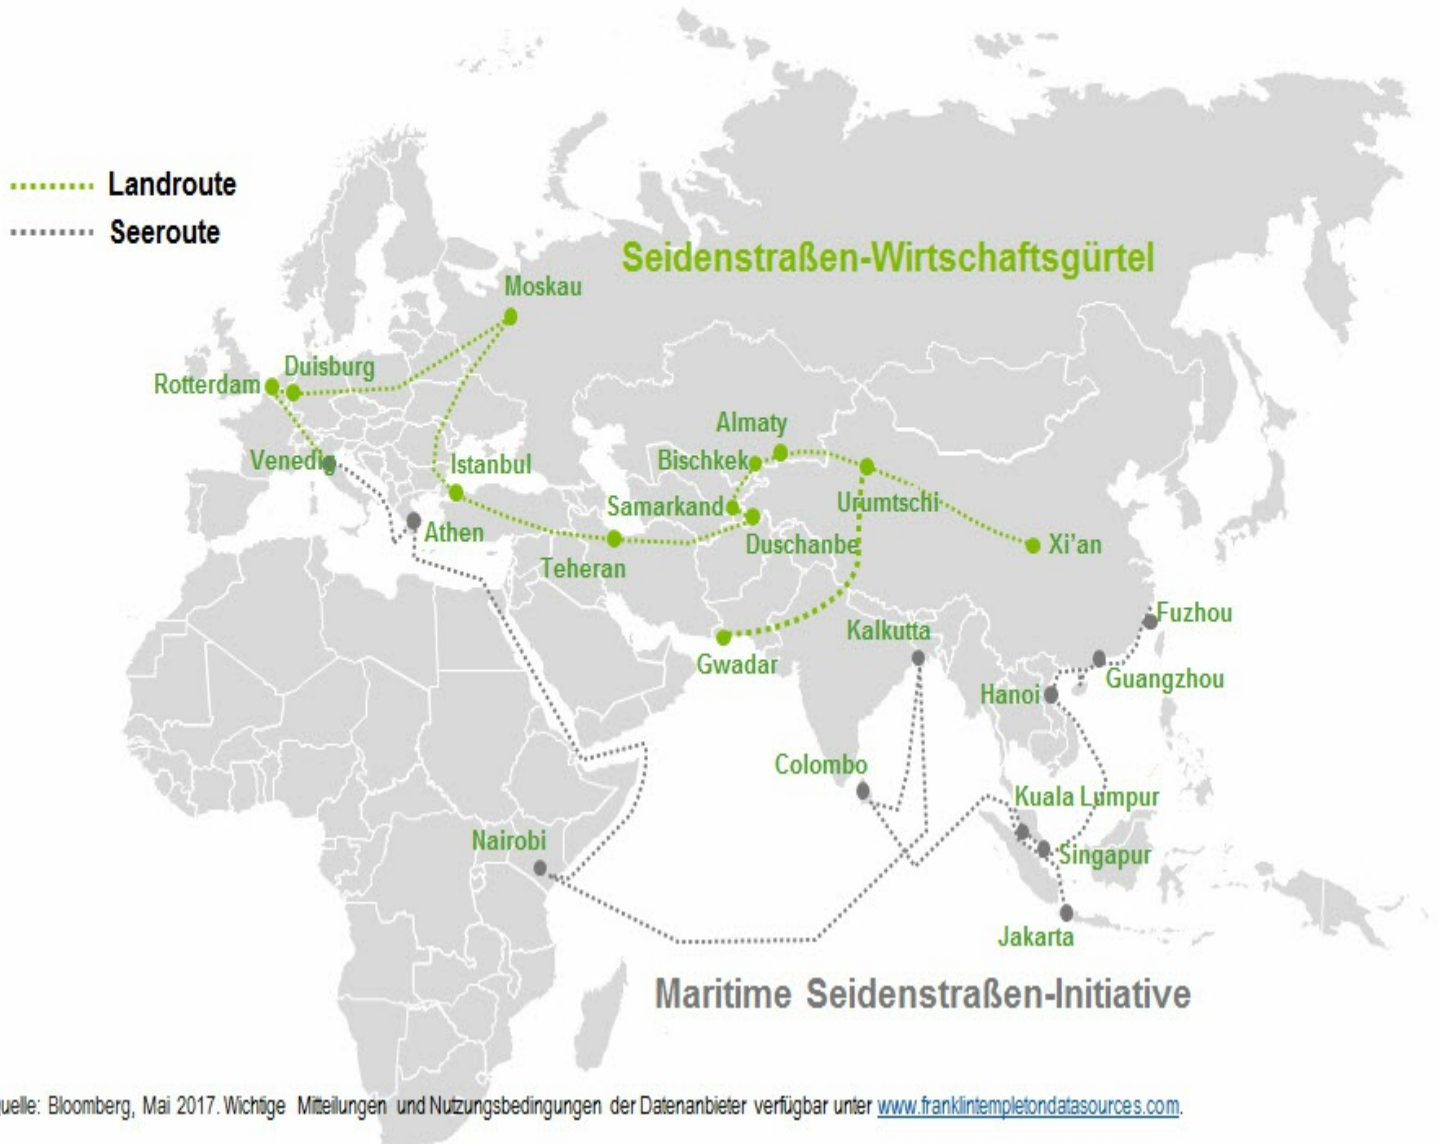 Landroute
Seeroute
Seidenstraßen-Wirtschaftsgürtel
Moskau
Duisburg
Rotterdam
Almaty
Venedig
Istanbul
Bischkek
Samarkand
Urumtschi
Athen
Duschanbe
Xi’an
Teheran
Fuzhou
Kalkutta
Gwadar
Guangzhou
Hanoi
Colombo
Kuala Lumpur
Nairobi
Singapur
Jakarta
Maritime Seidenstraßen-Initiative
uelle: Bloomberg, Mai 2017. Wichtige Mitteilungen und Nutzungsbedingungen der Datenanbieter verfügbar unter www.franklintempletondatasources.com.